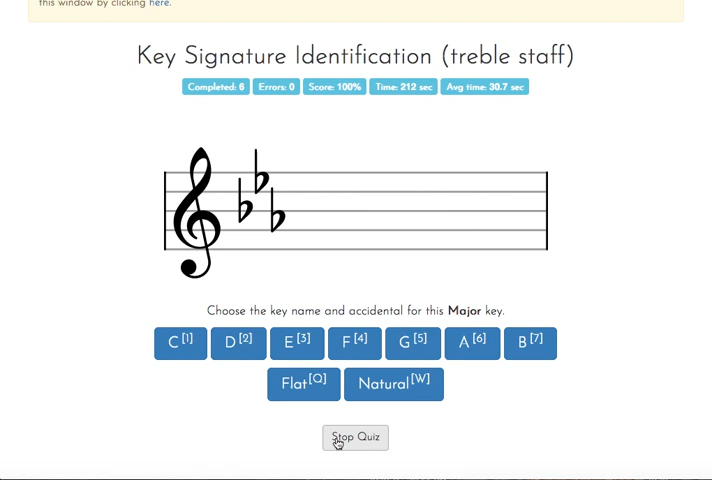 this window by clicking here.
Key Signature Identification (treble staff)
Completed: 6 Errors: 0 Score: 100% Time: 212 sec Avg time: 30.7 sec
Choose the key name and accidental for this Major key.
C [1] D [2] E [3] F [4] G [5] A [6] B [7]
Flat [Q] Natural [W]
Stop Quiz